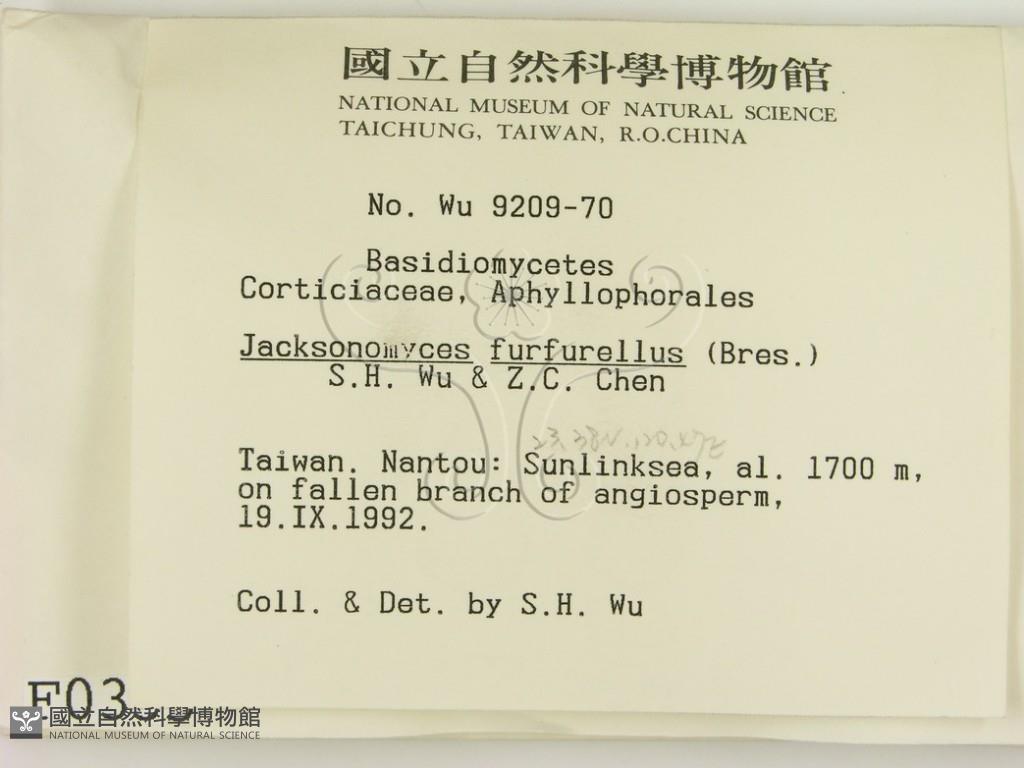 國立自然科學博物館
NATIONAL MUSEUM OF NATURAL SCIENCE
TAICHUNG, TAIWAN, R.O.CHINA
No. Wu 9209-70
Basidiomycetes
Corticiaceae, Aphyllophorales
Jacksonomyces furfurellus (Bres.)
S.H. Wu & Z.C. Chen
Taiwan. Nantou: Sunlinksea, al. 1700 m,
on fallen branch of angiosperm,
19.IX.1992.
Coll. & Det. by S.H. Wu
國立自然科學博物館
NATIONAL MUSEUM OF NATURAL SCIENCE